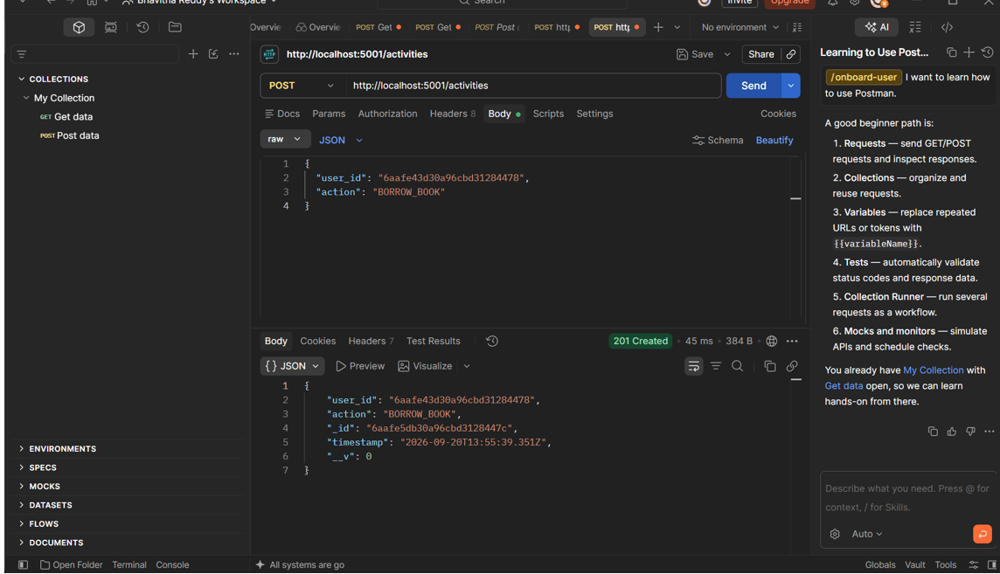 Bhavitha Reddy's Workspace
Search
Invite
Upgrade
Overvie
Overvie
POST Get
POST Get
POST Post
POST http
POST http
No environment
AI
HTTP
http://localhost:5001/activities
Save
Share
Learning to Use Post...
COLLECTIONS
My Collection
GET Get data
POST Post data
POST
http://localhost:5001/activities
Send
/onboard-user I want to learn how
to use Postman.
Docs
Params
Authorization
Headers 8
Body
Scripts
Settings
Cookies
raw
JSON
Schema
Beautify
1 {
2 "user_id": "6aafe43d30a96cbd31284478",
3 "action": "BORROW_BOOK"
4 }
A good beginner path is:
1. Requests — send GET/POST
requests and inspect responses.
2. Collections — organize and
reuse requests.
3. Variables — replace repeated
URLs or tokens with
{{variableName}}.
4. Tests — automatically validate
status codes and response data.
5. Collection Runner — run several
requests as a workflow.
6. Mocks and monitors — simulate
APIs and schedule checks.
You already have My Collection with
Get data open, so we can learn
hands-on from there.
Body
Cookies
Headers 7
Test Results
201 Created
45 ms
384 B
{} JSON
Preview
Visualize
1 {
2 "user_id": "6aafe43d30a96cbd31284478",
3 "action": "BORROW_BOOK",
4 "_id": "6aafe5db30a96cbd3128447c",
5 "timestamp": "2026-09-20T13:55:39.351Z",
6 "__v": 0
7 }
ENVIRONMENTS
SPECS
MOCKS
DATASETS
FLOWS
DOCUMENTS
Describe what you need. Press @ for
context, / for Skills.
Auto
Open Folder
Terminal
Console
All systems are go
Globals
Vault
Tools